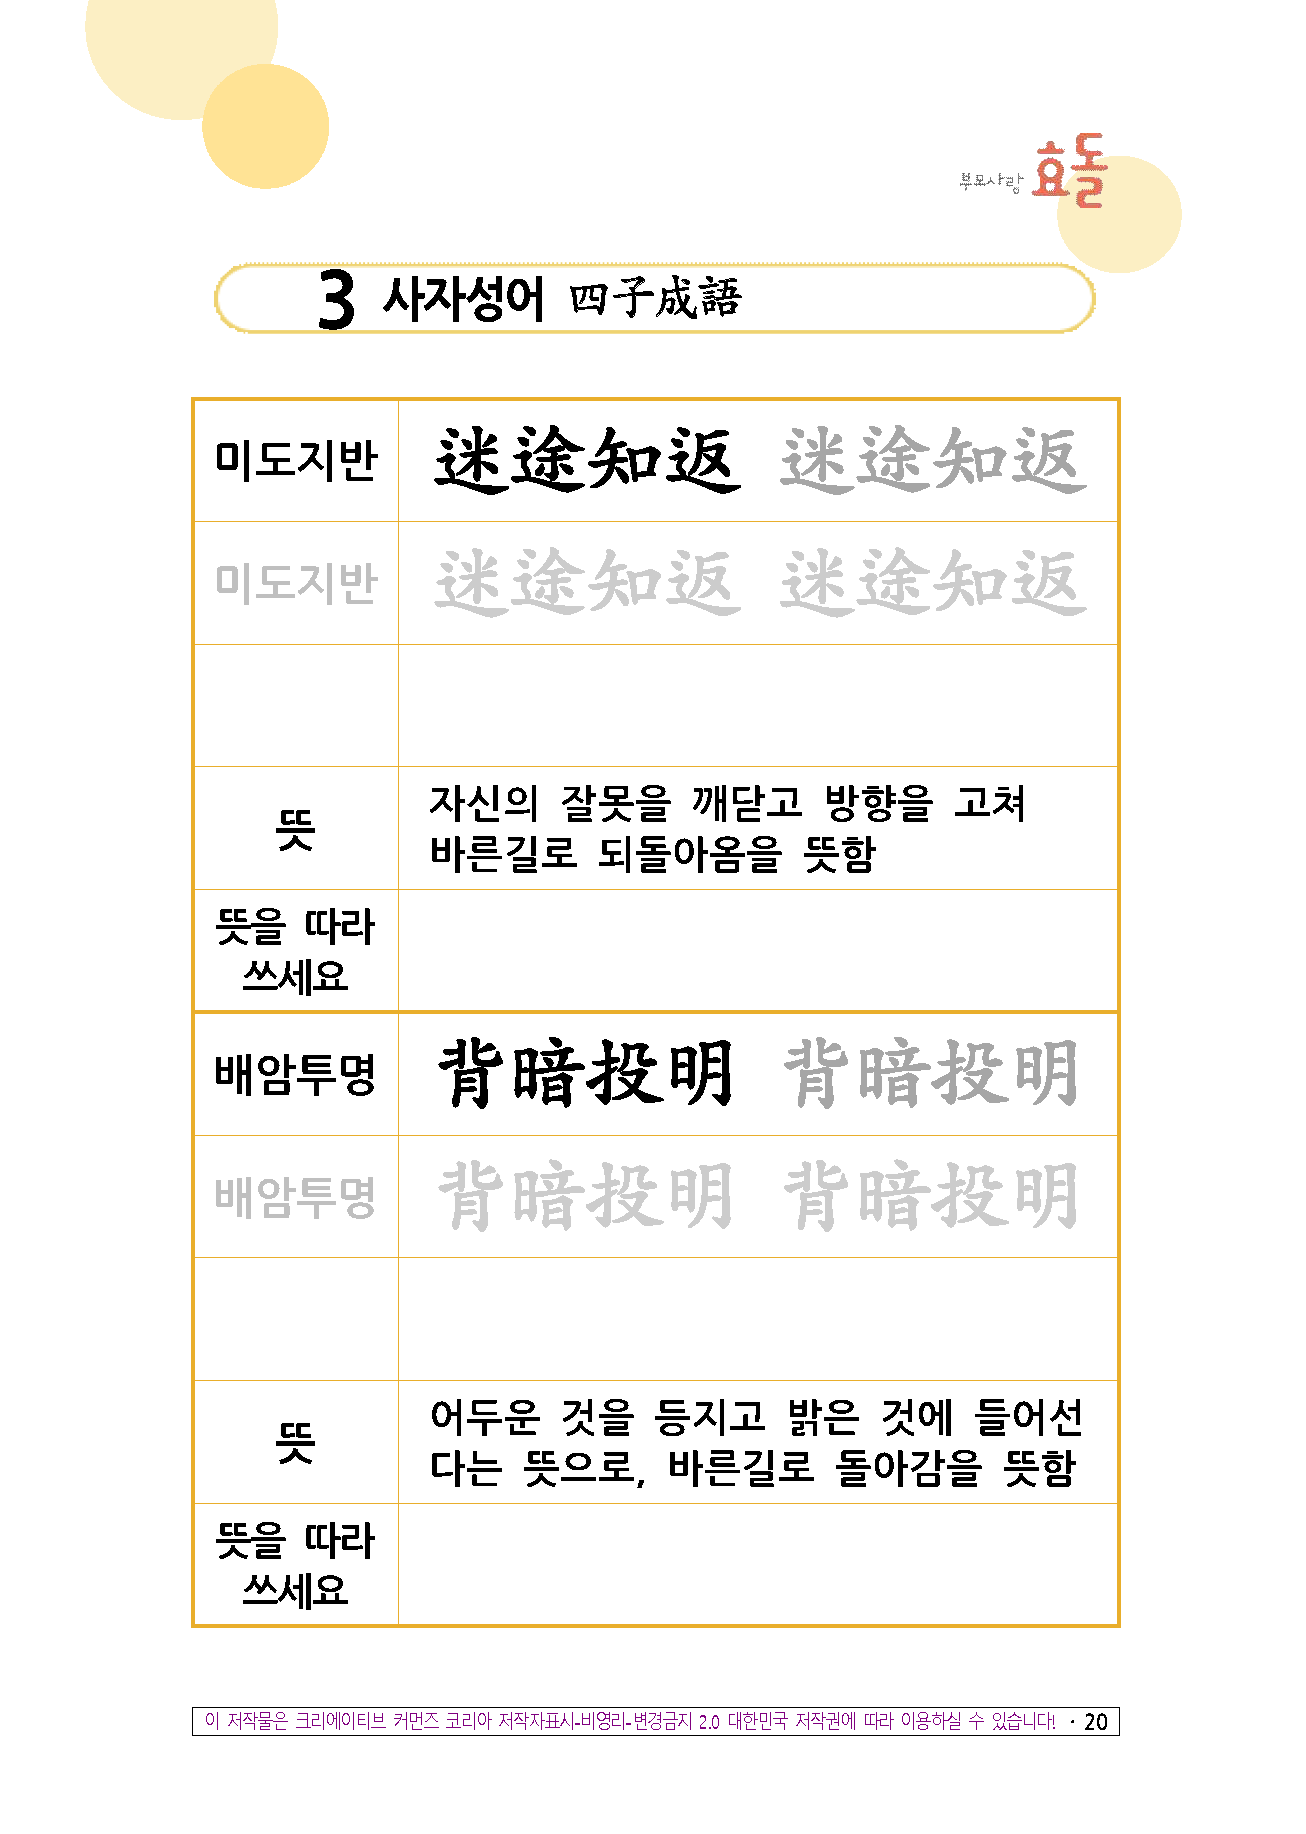 부모사랑 효돌
3 사자성어 四子成語
미도지반 迷途知返 迷途知返
미도지반 迷途知返 迷途知返
뜻 자신의 잘못을 깨닫고 방향을 고쳐
바른길로 되돌아옴을 뜻함
뜻을 따라
쓰세요
배암투명 背暗投明 背暗投明
배암투명 背暗投明 背暗投明
뜻 어두운 것을 등지고 밝은 것에 들어선
다는 뜻으로, 바른길로 돌아감을 뜻함
뜻을 따라
쓰세요
이 저작물은 크리에이티브 커먼즈 코리아 저작자표시-비영리-변경금지 2.0 대한민국 저작권에 따라 이용하실 수 있습니다! · 20